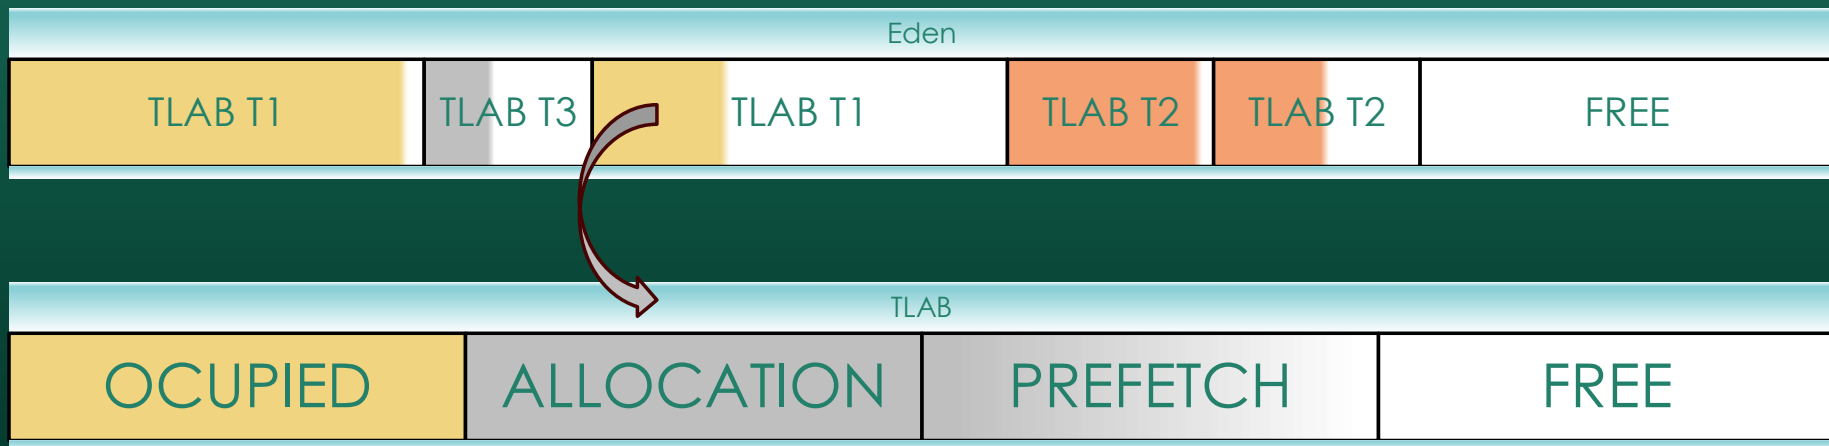 Eden
TLAB T1 TLAB T3 TLAB T1 TLAB T2 TLAB T2 FREE
TLAB
OCUPIED ALLOCATION PREFETCH FREE